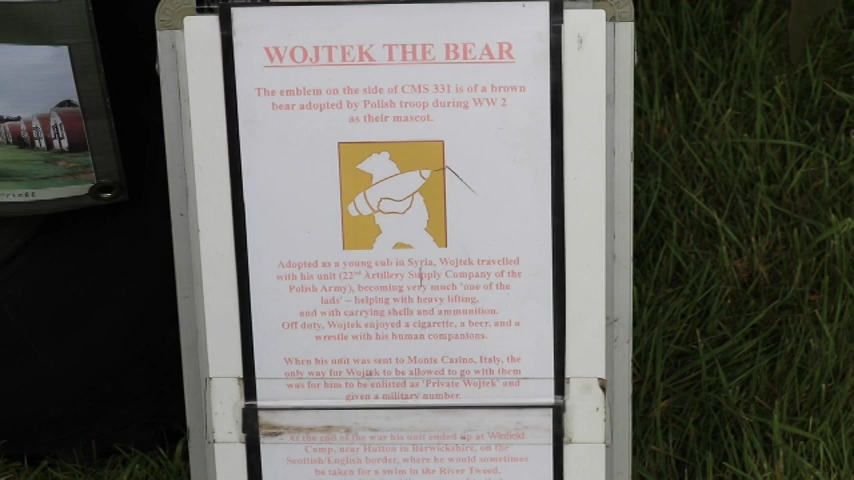 WOJTEK THE BEAR
The emblem on the side of CMS 331 is of a brown
bear adopted by Polish troop during WW 2
as their mascot.
Adopted as a young cub in Syria, Wojtek travelled
with his unit (22nd Artillery Supply Company of the
Polish Army), becoming very much 'one of the
lads' – helping with heavy lifting,
and with carrying shells and ammunition.
Off duty, Wojtek enjoyed a cigarette, a beer, and a
wrestle with his human companions.
When his unit was sent to Monte Casino, Italy, the
only way for Wojtek to be allowed to go with them
was for him to be enlisted as 'Private Wojtek' and
given a military number.
At the end of the war his unit ended up at Winfield
Camp, near Hutton in Berwickshire, on the
Scottish/English border, where he would sometimes
be taken for a swim in the River Tweed.